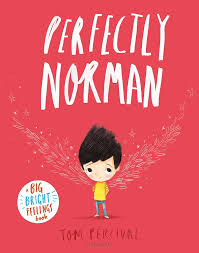 PERFECTLY
NORMAN
A
BIG
BRIGHT
FEELINGS
book
TOM PERCIVAL